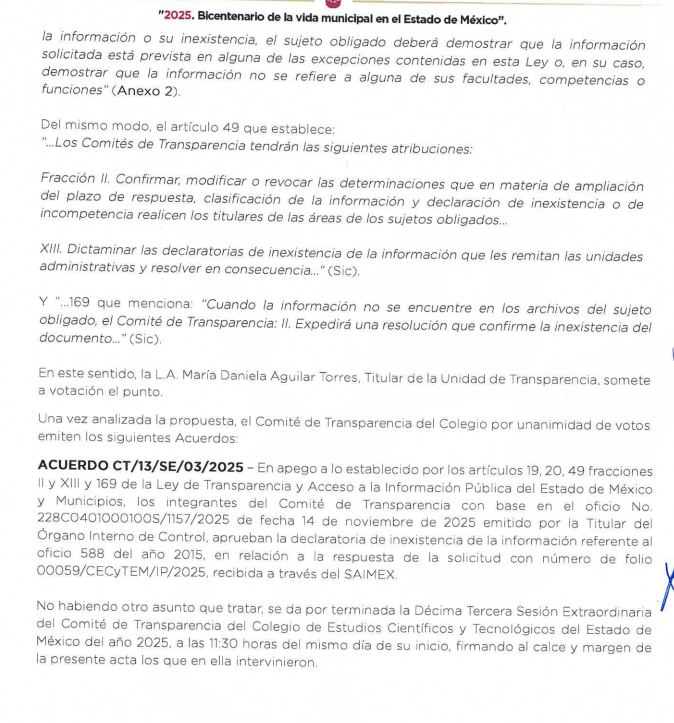 "2025. Bicentenario de la vida municipal en el Estado de México".
la información o su inexistencia, el sujeto obligado deberá demostrar que la información
solicitada está prevista en alguna de las excepciones contenidas en esta Ley o, en su caso,
demostrar que la información no se refiere a alguna de sus facultades, competencias o
funciones" (Anexo 2).
Del mismo modo, el artículo 49 que establece:
"...Los Comités de Transparencia tendrán las siguientes atribuciones:
Fracción II. Confirmar, modificar o revocar las determinaciones que en materia de ampliación
del plazo de respuesta, clasificación de la información y declaración de inexistencia o de
incompetencia realicen los titulares de las áreas de los sujetos obligados...
XIII. Dictaminar las declaratorias de inexistencia de la información que les remitan las unidades
administrativas y resolver en consecuencia..." (Sic).
Y "...169 que menciona: "Cuando la información no se encuentre en los archivos del sujeto
obligado, el Comité de Transparencia: II. Expedirá una resolución que confirme la inexistencia del
documento..." (Sic).
En este sentido, la L.A. María Daniela Aguilar Torres, Titular de la Unidad de Transparencia, somete
a votación el punto.
Una vez analizada la propuesta, el Comité de Transparencia del Colegio por unanimidad de votos
emiten los siguientes Acuerdos:
ACUERDO CT/13/SE/03/2025 – En apego a lo establecido por los artículos 19, 20, 49 fracciones
II y XIII y 169 de la Ley de Transparencia y Acceso a la Información Pública del Estado de México
y Municipios, los integrantes del Comité de Transparencia con base en el oficio No.
228C0401000100S/1157/2025 de fecha 14 de noviembre de 2025 emitido por la Titular del
Órgano Interno de Control, aprueban la declaratoria de inexistencia de la información referente al
oficio 588 del año 2015, en relación a la respuesta de la solicitud con número de folio
00059/CECyTEM/IP/2025, recibida a través del SAIMEX.
No habiendo otro asunto que tratar, se da por terminada la Décima Tercera Sesión Extraordinaria
del Comité de Transparencia del Colegio de Estudios Científicos y Tecnológicos del Estado de
México del año 2025, a las 11:30 horas del mismo día de su inicio, firmando al calce y margen de
la presente acta los que en ella intervinieron.